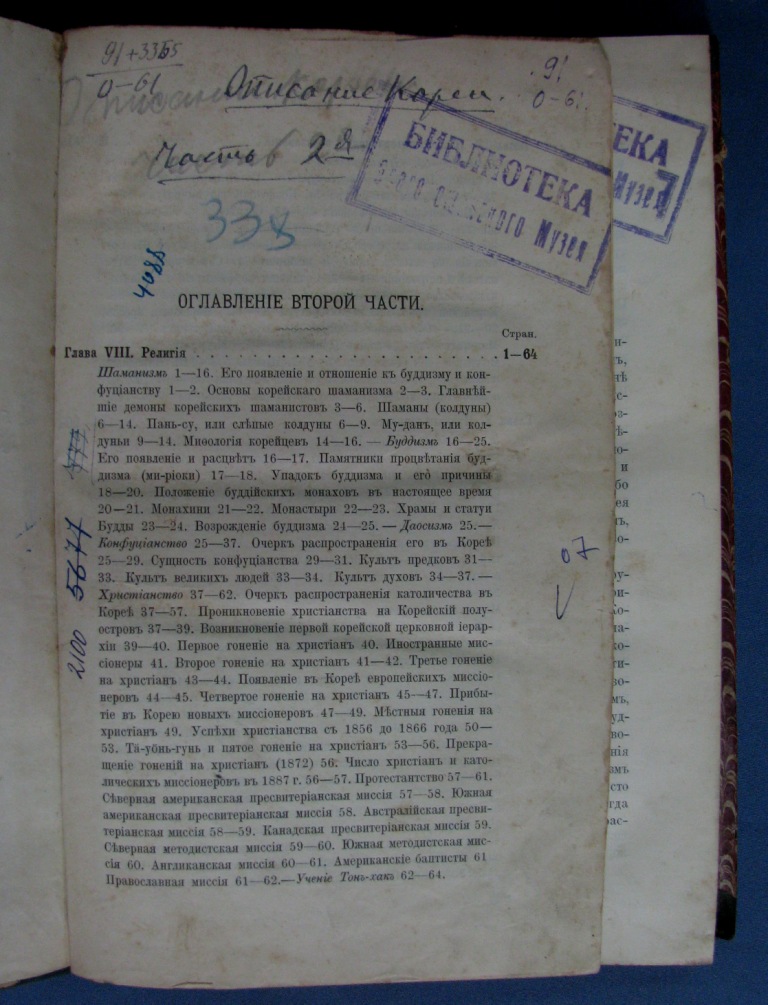 91+33Б5
0-61
Описание Кореи.
91
0-61.
Часть 2я
БИБЛИОТЕКА
Музея
ЕКА
Музея
33
4088
ОГЛАВЛЕНІЕ ВТОРОЙ ЧАСТИ.
Стран.
Глава VIII. Религія . . . . . . . . . . . . . . . . . . . . . . 1—64
Шаманизмъ 1—16. Его появленіе и отношеніе къ буддизму и кон-
фуціанству 1—2. Основы корейскаго шаманизма 2—3. Главнѣй-
шіе демоны корейскихъ шаманистовъ 3—6. Шаманы (колдуны)
6—14. Пань-су, или слѣпые колдуны 6—9. Му-данъ, или кол-
дуньи 9—14. Миѳологія корейцевъ 14—16. — Буддизмъ 16—25.
Его появленіе и расцвѣтъ 16—17. Памятники процвѣтанія буд-
дизма (ми-ріоки) 17—18. Упадокъ буддизма и его причины
18—20. Положеніе буддійскихъ монаховъ въ настоящее время
20—21. Монахини 21—22. Монастыри 22—23. Храмы и статуи
Будды 23—24. Возрожденіе буддизма 24—25. — Даосизмъ 25.—
Конфуціанство 25—37. Очеркъ распространенія его въ Кореѣ
25—29. Сущность конфуціанства 29—31. Культъ предковъ 31—
33. Культъ великихъ людей 33—34. Культъ духовъ 34—37.—
Христіанство 37—62. Очеркъ распространенія католичества въ
Кореѣ 37—57. Проникновеніе христіанства на Корейскій полу-
островъ 37—39. Возникновеніе первой корейской церковной іерар-
хіи 39—40. Первое гоненіе на христіанъ 40. Иностранные мис-
сіонеры 41. Второе гоненіе на христіанъ 41—42. Третье гоненіе
на христіанъ 43—44. Появленіе въ Кореѣ европейскихъ миссіо-
неровъ 44—45. Четвертое гоненіе на христіанъ 45—47. Прибы-
тіе въ Корею новыхъ миссіонеровъ 47—49. Мѣстныя гоненія на
христіанъ 49. Успѣхи христіанства съ 1856 до 1866 года 50—
53. Та-убнь-гунь и пятое гоненіе на христіанъ 53—56. Прекра-
щеніе гоненій на христіанъ (1872) 56. Число христіанъ и като-
лическихъ миссіонеровъ въ 1887 г. 56—57. Протестантство 57—61.
Сѣверная американская пресвитеріанская миссія 57—58. Южная
американская пресвитеріанская миссія 58. Австралійская пресви-
теріанская миссія 58—59. Канадская пресвитеріанская миссія 59.
Сѣверная методистская миссія 59—60. Южная методистская мис-
сія 60. Англиканская миссія 60—61. Американскіе баптисты 61
Православная миссія 61—62.—Ученіе Тонъ-хакъ 62—64.
777
5677
2100
07